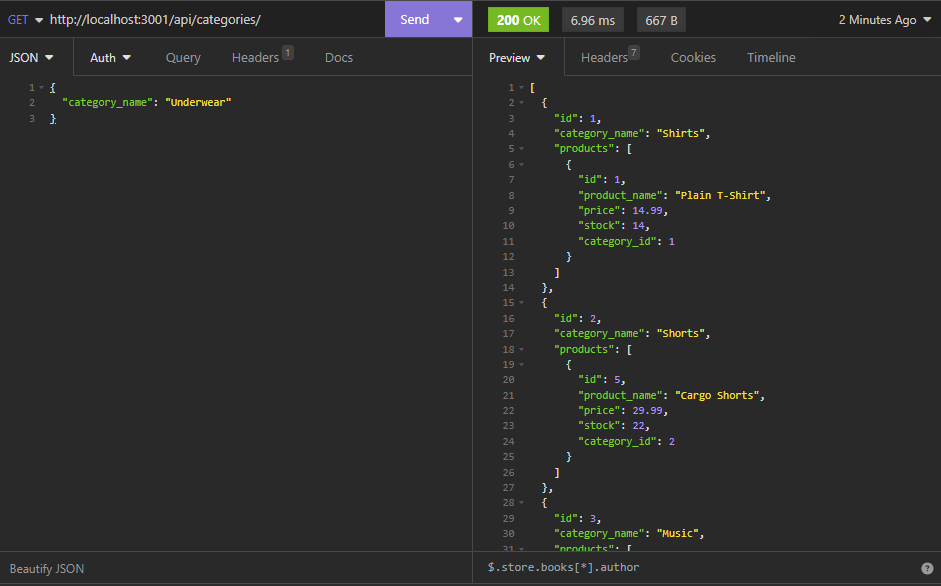 GET http://localhost:3001/api/categories/ Send 200 OK 6.96 ms 667 B 2 Minutes Ago
JSON Auth Query Headers 1 Docs Preview Headers 7 Cookies Timeline
1 {
2 "category_name": "Underwear"
3 }
1 [
2 {
3 "id": 1,
4 "category_name": "Shirts",
5 "products": [
6 {
7 "id": 1,
8 "product_name": "Plain T-Shirt",
9 "price": 14.99,
10 "stock": 14,
11 "category_id": 1
12 }
13 ]
14 },
15 {
16 "id": 2,
17 "category_name": "Shorts",
18 "products": [
19 {
20 "id": 5,
21 "product_name": "Cargo Shorts",
22 "price": 29.99,
23 "stock": 22,
24 "category_id": 2
25 }
26 ]
27 },
28 {
29 "id": 3,
30 "category_name": "Music",
31 "products": [
Beautify JSON $.store.books[*].author ?